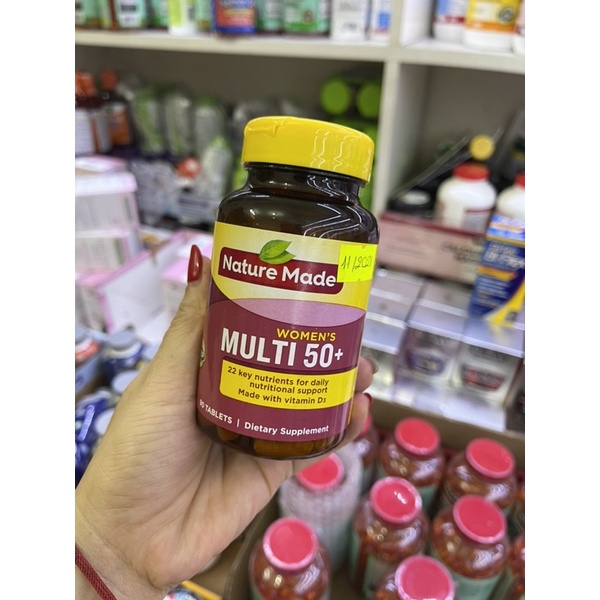 Nature Made
WOMEN'S
MULTI 50+
22 key nutrients for daily
nutritional support
Made with vitamin D3
TABLETS | Dietary Supplement